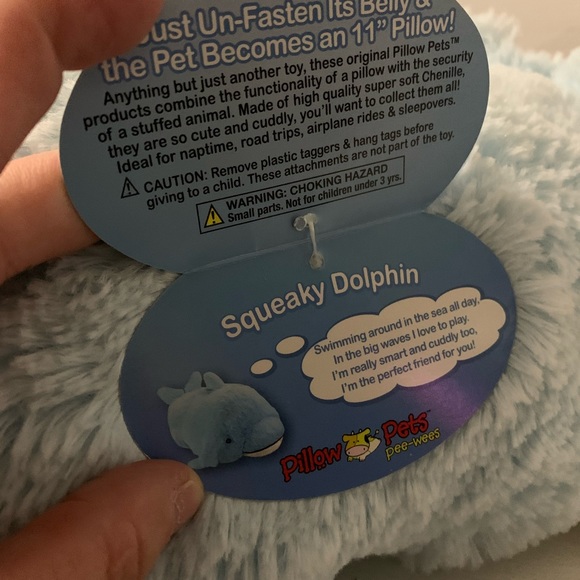 Just Un-Fasten Its Belly &
the Pet Becomes an 11" Pillow!
Anything but just another toy, these original Pillow Pets™
products combine the functionality of a pillow with the security
of a stuffed animal. Made of high quality super soft Chenille,
they are so cute and cuddly, you'll want to collect them all!
Ideal for naptime, road trips, airplane rides & sleepovers.
CAUTION: Remove plastic taggers & hang tags before
giving to a child. These attachments are not part of the toy.
WARNING: CHOKING HAZARD
Small parts. Not for children under 3 yrs.
Squeaky Dolphin
Swimming around in the sea all day,
In the big waves I love to play.
I'm really smart and cuddly too,
I'm the perfect friend for you!
Pillow Pets™
pee-wees